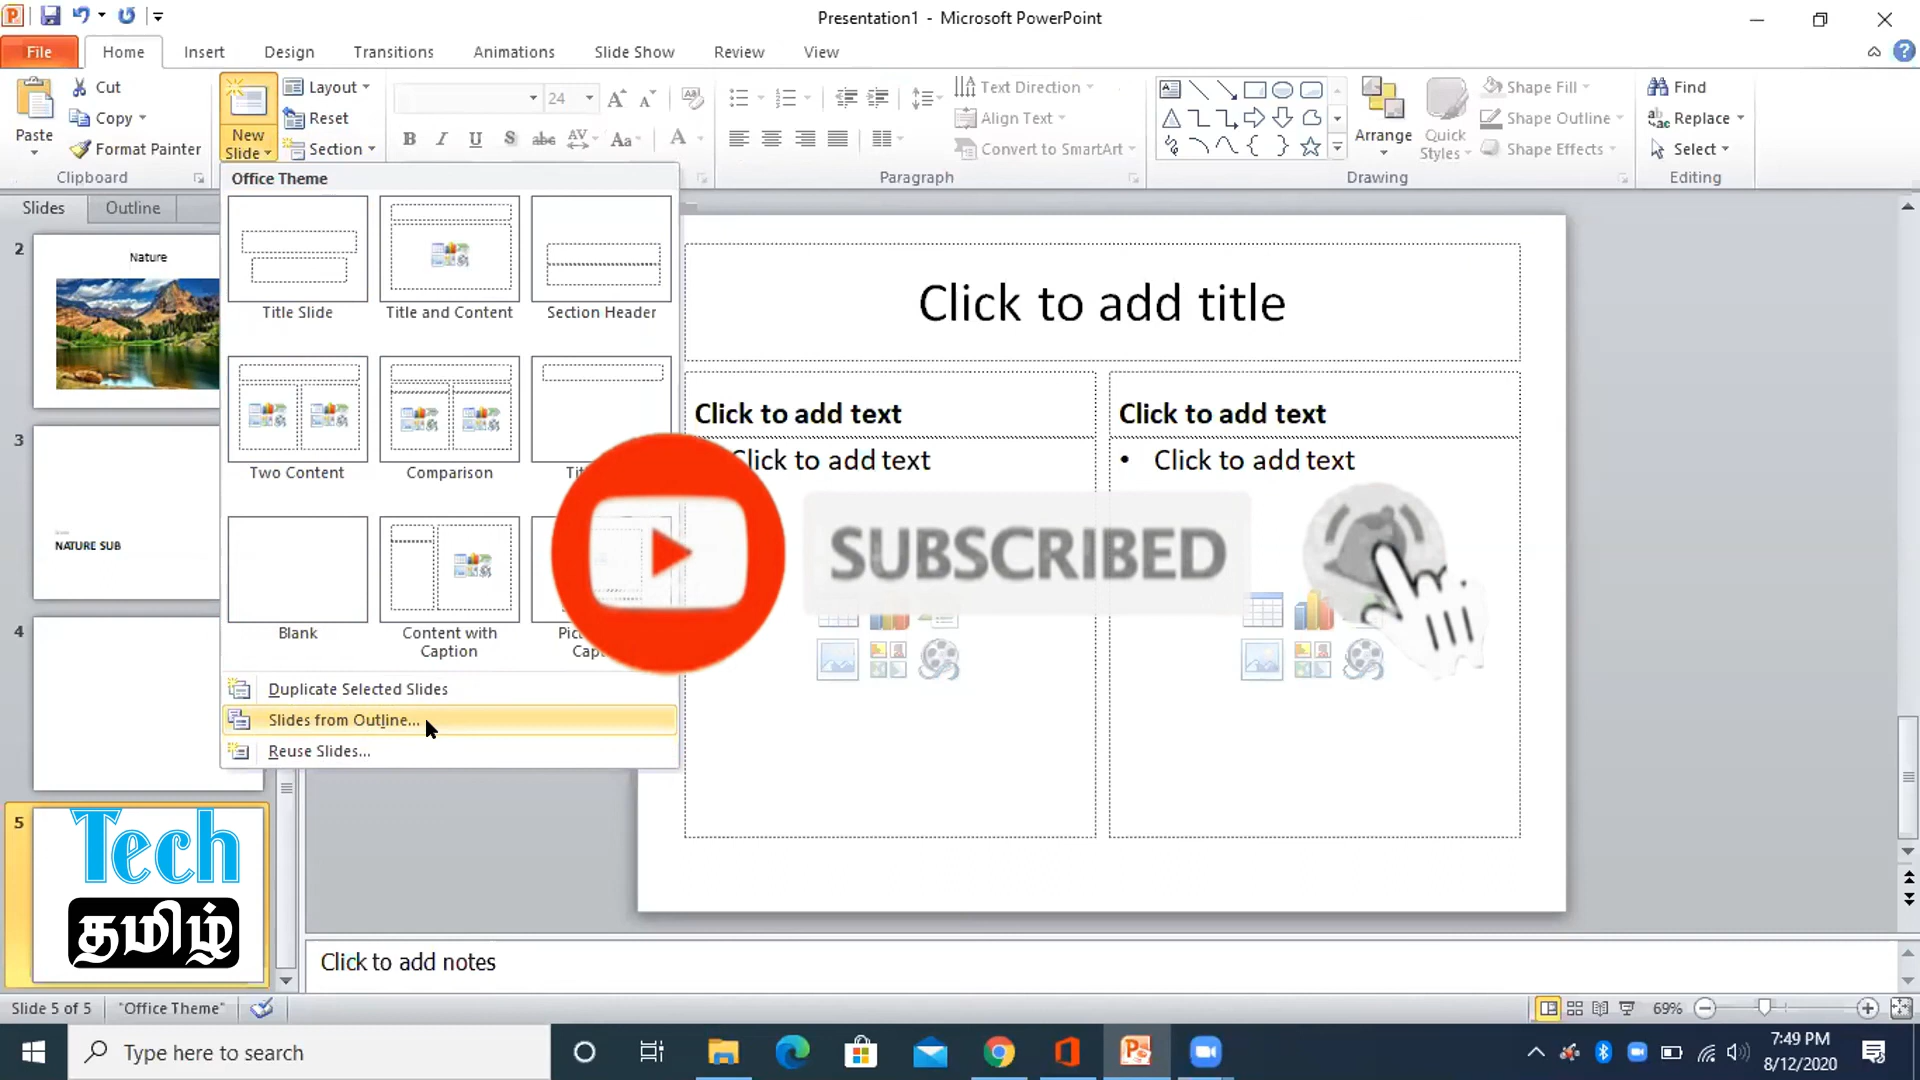 Presentation1 - Microsoft PowerPoint
File Home Insert Design Transitions Animations Slide Show Review View
Paste
Cut
Copy
Format Painter
Clipboard
New Slide
Layout
Reset
Section
24
Paragraph
Text Direction
Align Text
Convert to SmartArt
Arrange
Quick Styles
Shape Fill
Shape Outline
Shape Effects
Drawing
Find
Replace
Select
Editing
Slides Outline
Office Theme
Title Slide
Title and Content
Section Header
Two Content
Comparison
Blank
Content with
Caption
Duplicate Selected Slides
Slides from Outline...
Reuse Slides...
2
Nature
3
NATURE SUB
4
5
Tech
தமிழ்
Click to add title
Click to add text
Click to add text
Click to add text
• Click to add text
SUBSCRIBED
Click to add notes
Slide 5 of 5 "Office Theme" 69%
Type here to search
7:49 PM
8/12/2020